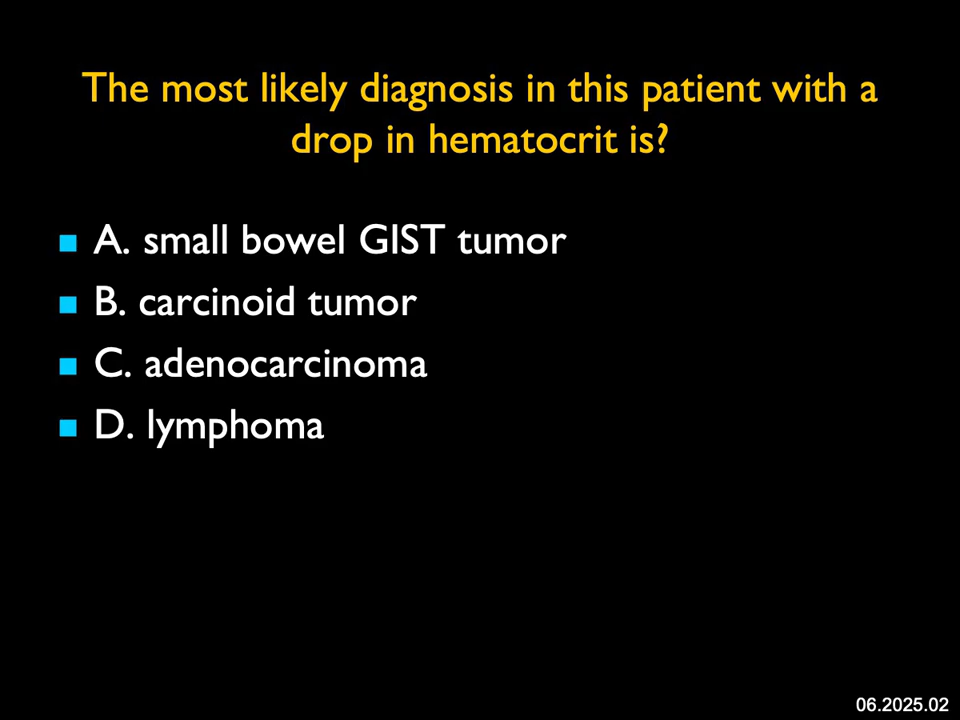 The most likely diagnosis in this patient with a
drop in hematocrit is?
A. small bowel GIST tumor
B. carcinoid tumor
C. adenocarcinoma
D. lymphoma
06.2025.02